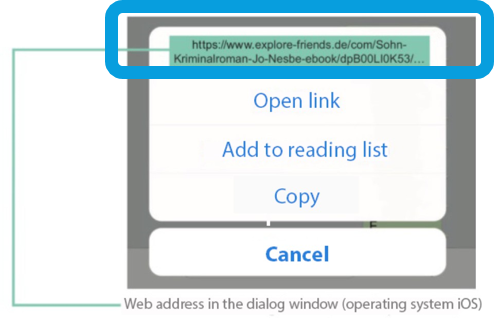 https://www.explore-friends.de/com/Sohn-
Kriminalroman-Jo-Nesbe-ebook/dpB00LI0K53/…
Open link
Add to reading list
Copy
Cancel
Web address in the dialog window (operating system iOS)